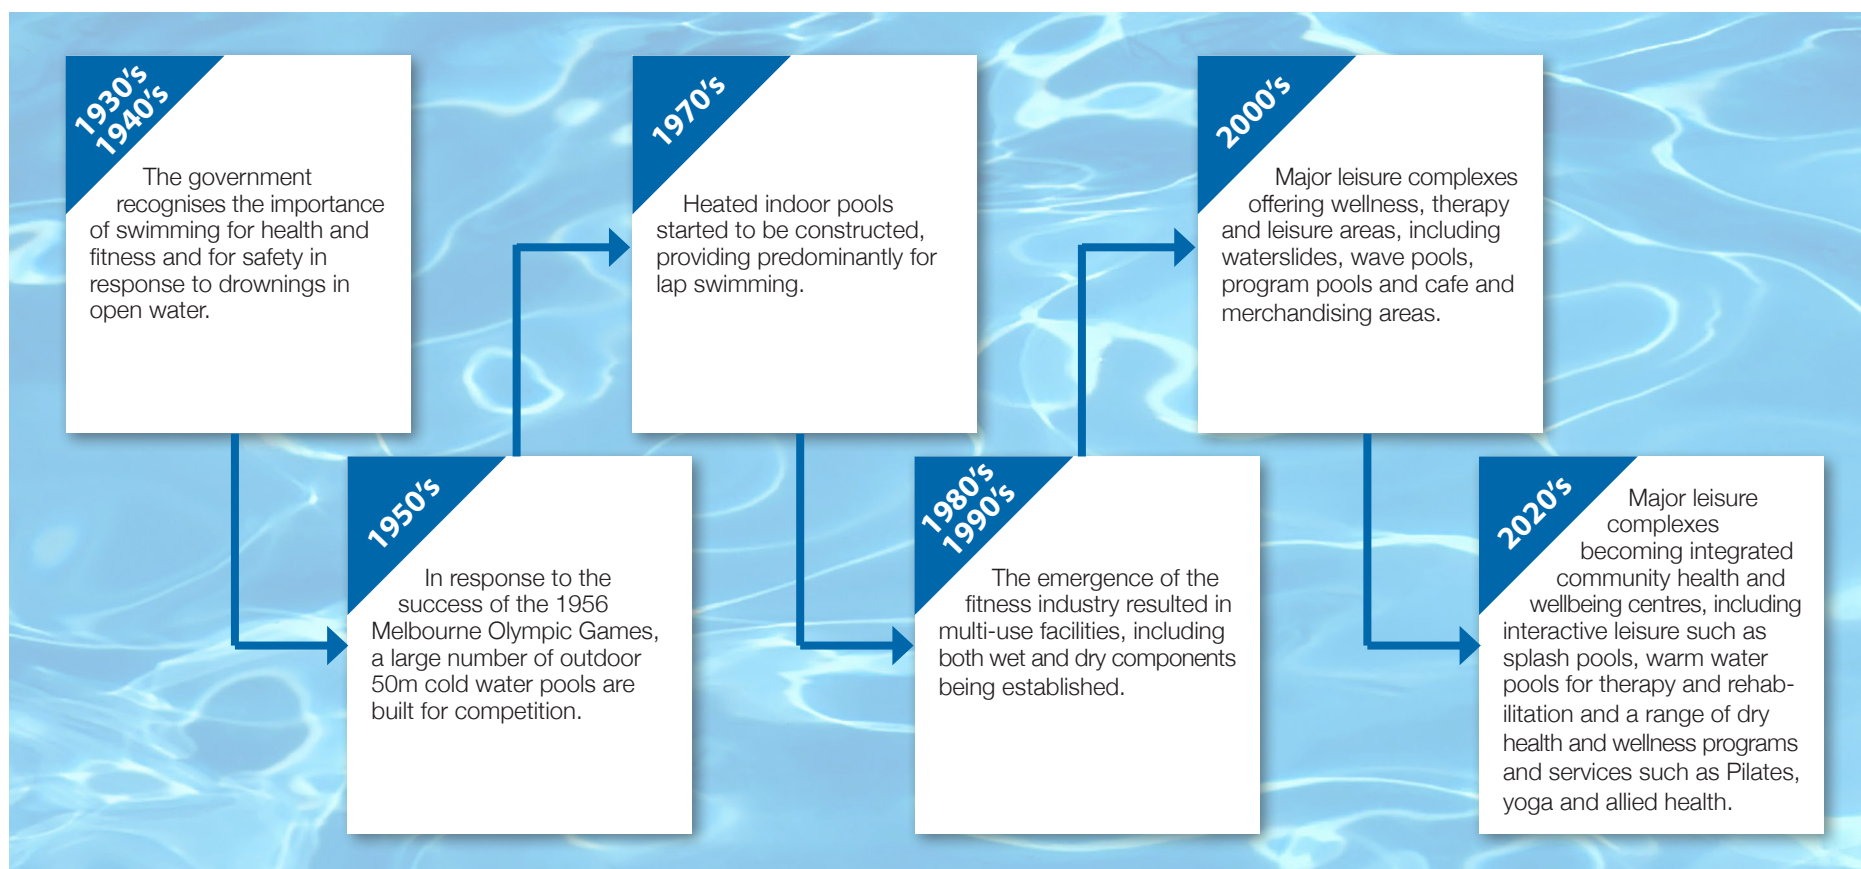 1930's
1940's
The government
recognises the importance
of swimming for health and
fitness and for safety in
response to drownings in
open water.
1950's
In response to the
success of the 1956
Melbourne Olympic Games,
a large number of outdoor
50m cold water pools are
built for competition.
1970's
Heated indoor pools
started to be constructed,
providing predominantly for
lap swimming.
1980's
1990's
The emergence of the
fitness industry resulted in
multi-use facilities, including
both wet and dry components
being established.
2000's
Major leisure complexes
offering wellness, therapy
and leisure areas, including
waterslides, wave pools,
program pools and cafe and
merchandising areas.
2020's
Major leisure
complexes
becoming integrated
community health and
wellbeing centres, including
interactive leisure such as
splash pools, warm water
pools for therapy and rehab-
ilitation and a range of dry
health and wellness programs
and services such as Pilates,
yoga and allied health.